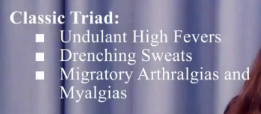 Classic Triad:
■ Undulant High Fevers
■ Drenching Sweats
■ Migratory Arthralgias and
Myalgias